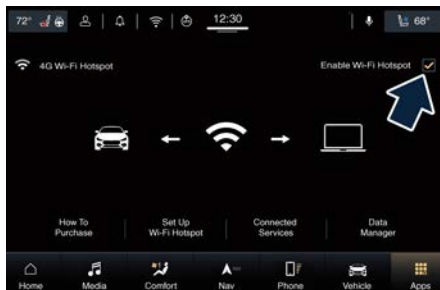 72° 12:30 68°
4G Wi-Fi Hotspot Enable Wi-Fi Hotspot
How To Set Up Connected Data
Purchase Wi-Fi Hotspot Services Manager
Home Media Comfort Nav Phone Vehicle Apps